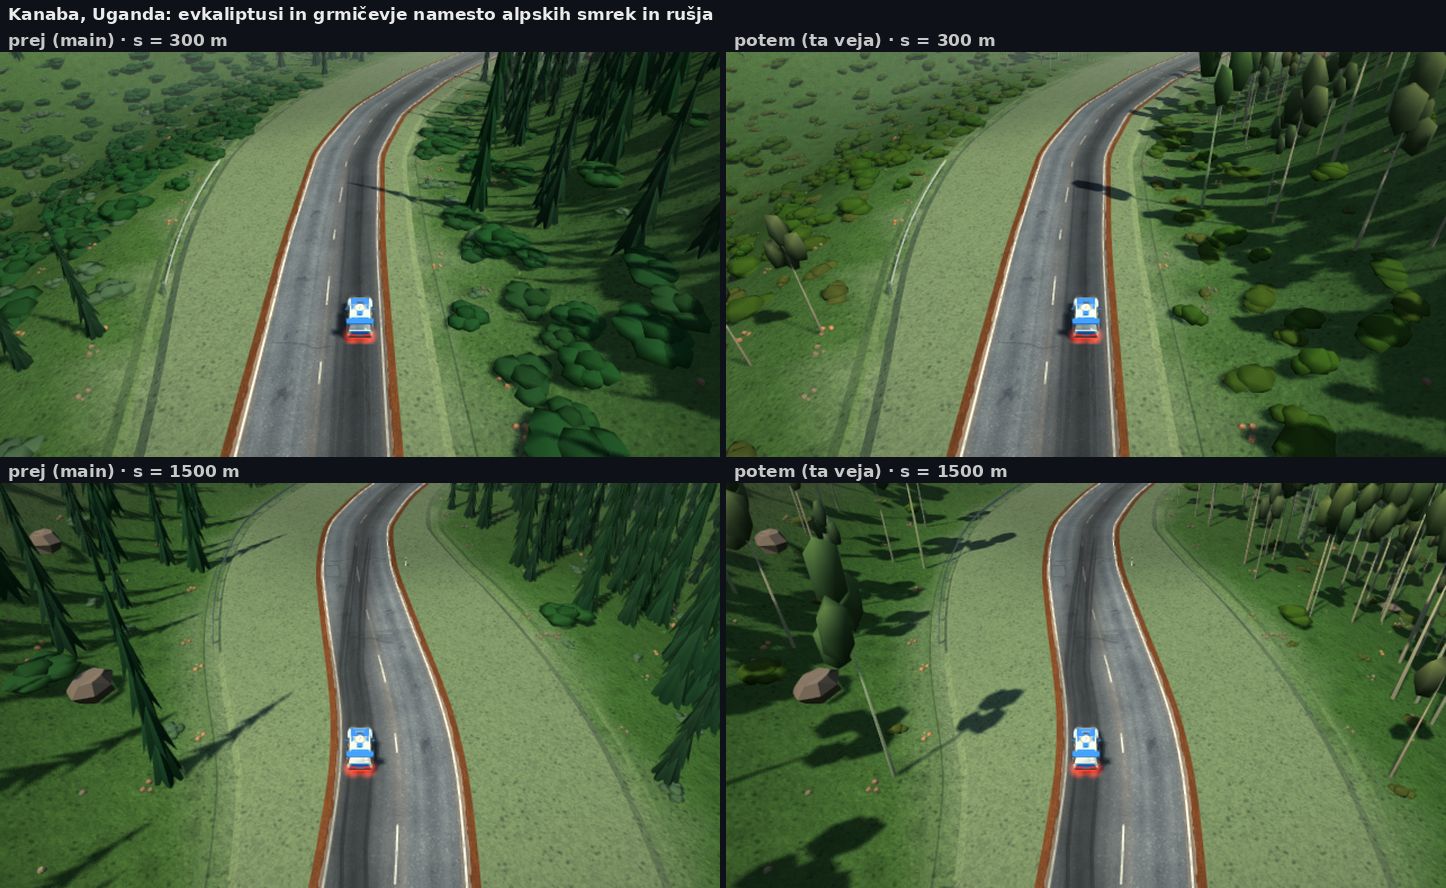 Kanaba, Uganda: evkaliptusi in grmičevje namesto alpskih smrek in rušja
prej (main) · s = 300 m
potem (ta veja) · s = 300 m
prej (main) · s = 1500 m
potem (ta veja) · s = 1500 m